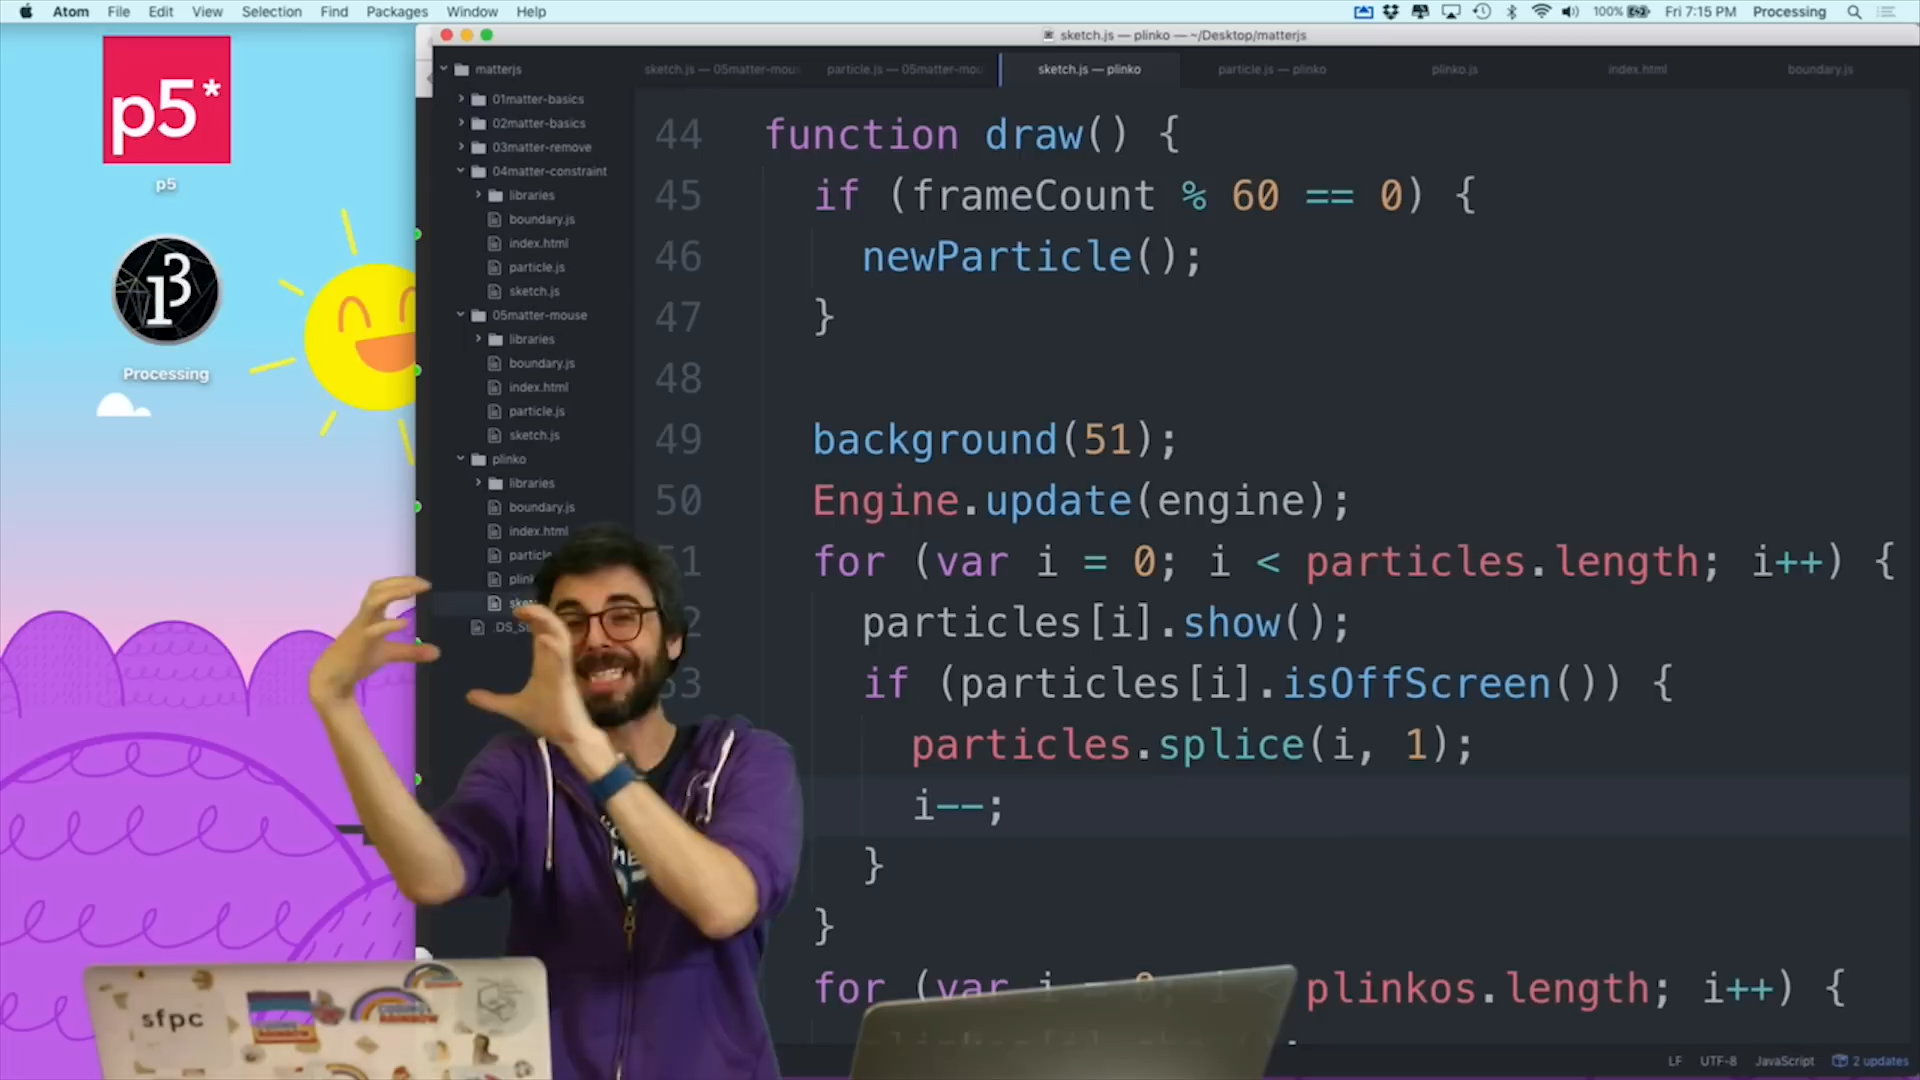 Atom File Edit View Selection Find Packages Window Help
100% Fri 7:15 PM Processing
sketch.js — plinko — ~/Desktop/matterjs
p5*
p5
Processing
matterjs
01matter-basics
02matter-basics
03matter-remove
04matter-constraint
libraries
boundary.js
index.html
particle.js
sketch.js
05matter-mouse
libraries
boundary.js
index.html
particle.js
sketch.js
plinko
libraries
boundary.js
index.html
sketch.js — 05matter-mous
particle.js — 05matter-mou
sketch.js — plinko
particle.js — plinko
plinko.js
index.html
boundary.js
44 function draw() {
45 if (frameCount % 60 == 0) {
46 newParticle();
47 }
48
49 background(51);
50 Engine.update(engine);
51 for (var i = 0; i < particles.length; i++) {
2 particles[i].show();
53 if (particles[i].isOffScreen()) {
particles.splice(i, 1);
i--;
}
}
for (var i = 0; i < plinkos.length; i++) {
LF UTF-8 JavaScript 2 updates
sfpc